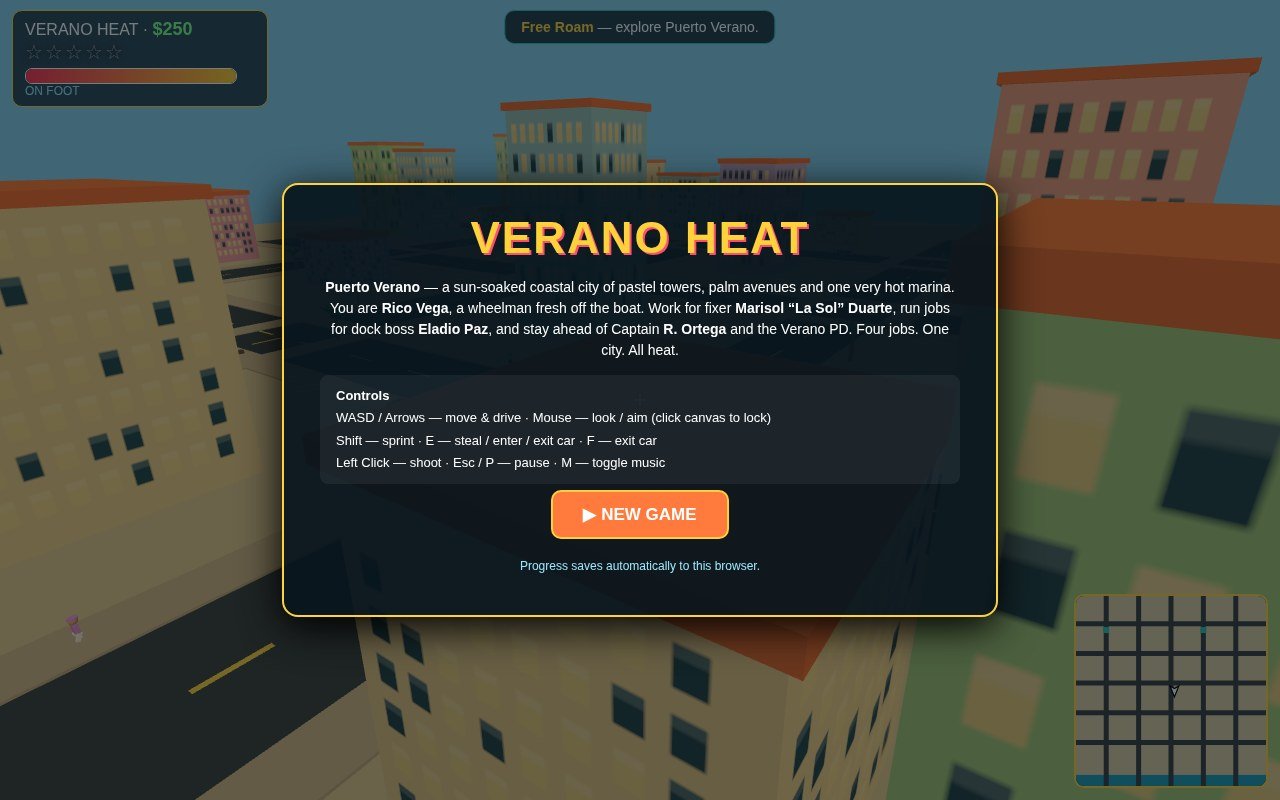 VERANO HEAT · $250
☆☆☆☆☆
ON FOOT
Free Roam — explore Puerto Verano.
VERANO HEAT
Puerto Verano — a sun-soaked coastal city of pastel towers, palm avenues and one very hot marina.
You are Rico Vega, a wheelman fresh off the boat. Work for fixer Marisol “La Sol” Duarte, run jobs
for dock boss Eladio Paz, and stay ahead of Captain R. Ortega and the Verano PD. Four jobs. One
city. All heat.
Controls
WASD / Arrows — move & drive · Mouse — look / aim (click canvas to lock)
Shift — sprint · E — steal / enter / exit car · F — exit car
Left Click — shoot · Esc / P — pause · M — toggle music
▶ NEW GAME
Progress saves automatically to this browser.